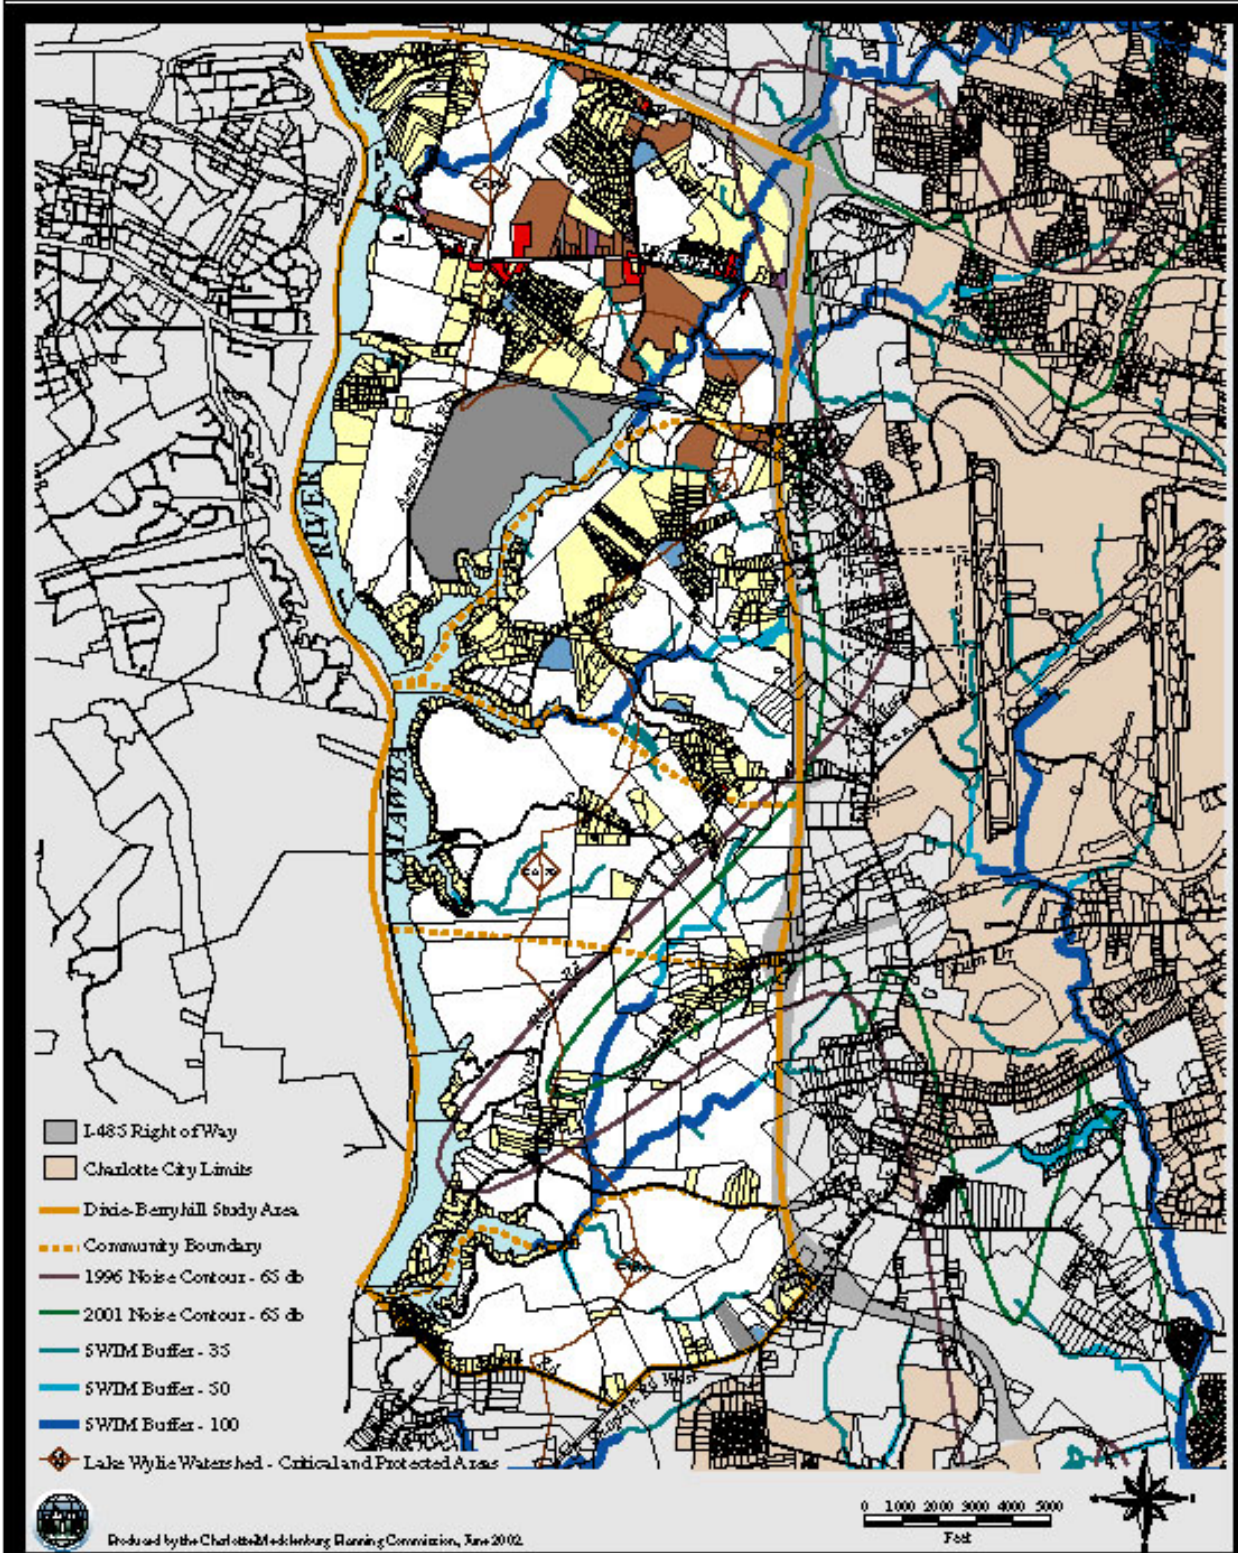 RIVER
CATAWBA
I-485 Right of Way
Charlotte City Limits
Dixie-Berryhill Study Area
Community Boundary
1996 Noise Contour - 65 db
2001 Noise Contour - 65 db
SWIM Buffer - 35
SWIM Buffer - 50
SWIM Buffer - 100
Lake Wylie Watershed - Critical and Protected Areas
Produced by the Charlotte-Mecklenburg Planning Commission, June 2002.
0 1000 2000 3000 4000 5000
Feet